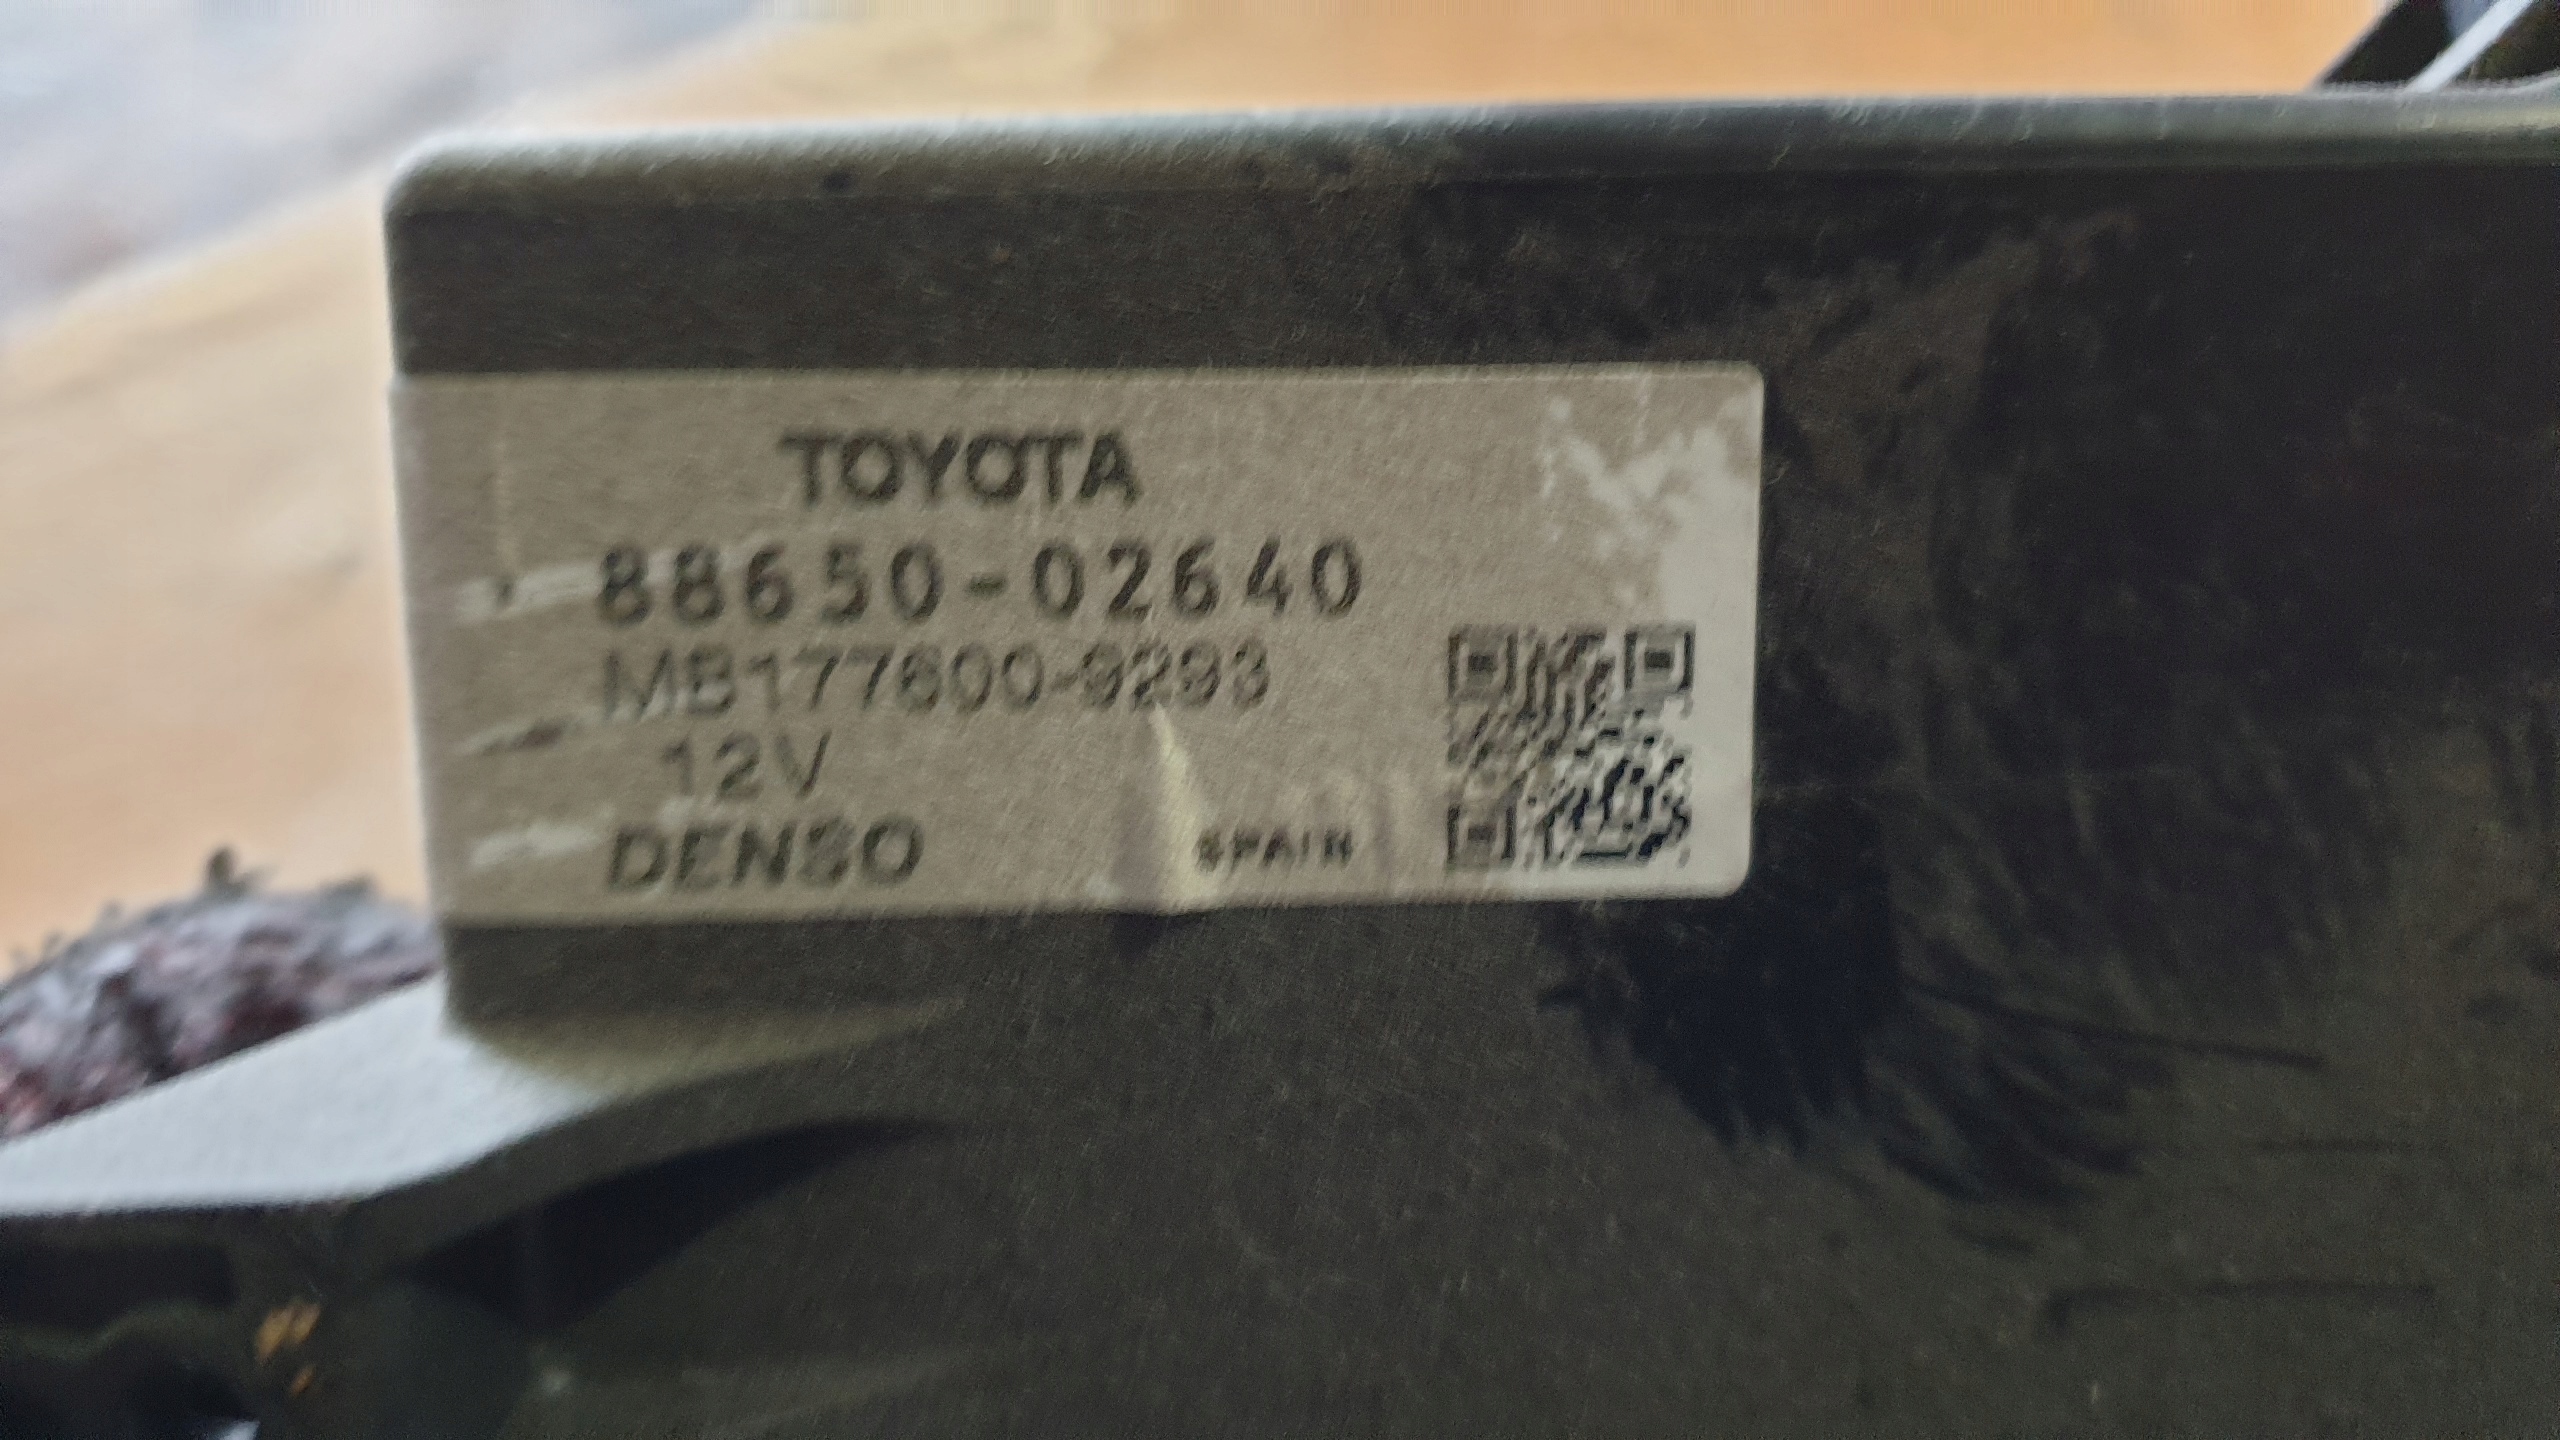 TOYOTA
88650-02640
MB177600-9293
12V
DENSO SPAIN